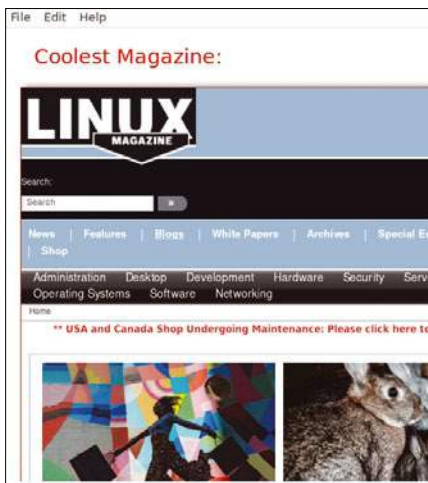 File Edit Help
Coolest Magazine:
LINUX
MAGAZINE
Search:
Search »
News | Features | Blogs | White Papers | Archives | Special
| Shop
Administration Desktop Development Hardware Security
Operating Systems Software Networking
Home
** USA and Canada Shop Undergoing Maintenance: Please click here to